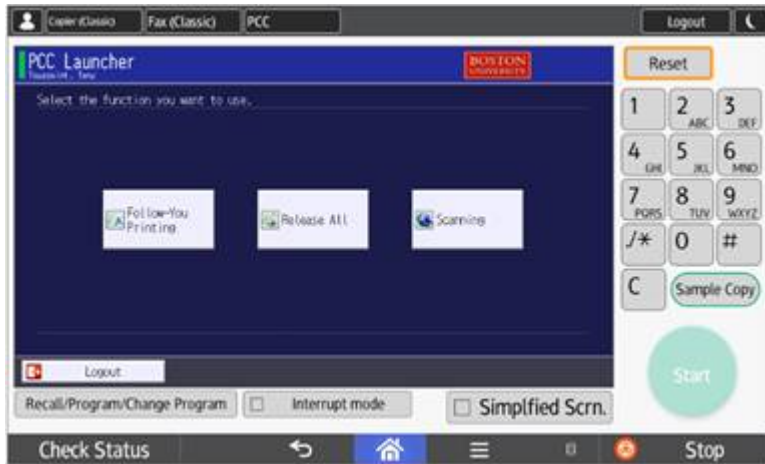 Copier (Classic) Fax (Classic) PCC Logout
PCC Launcher
BOSTON
UNIVERSITY
Reset
Select the function you want to use.
1 2 ABC 3 DEF
4 GHI 5 JKL 6 MNO
Follow-You
Printing
Release All
Scanning
7 PQRS 8 TUV 9 WXYZ
./* 0 #
C Sample Copy
Start
Logout
Recall/Program/Change Program Interrupt mode Simplfied Scrn.
Check Status Stop